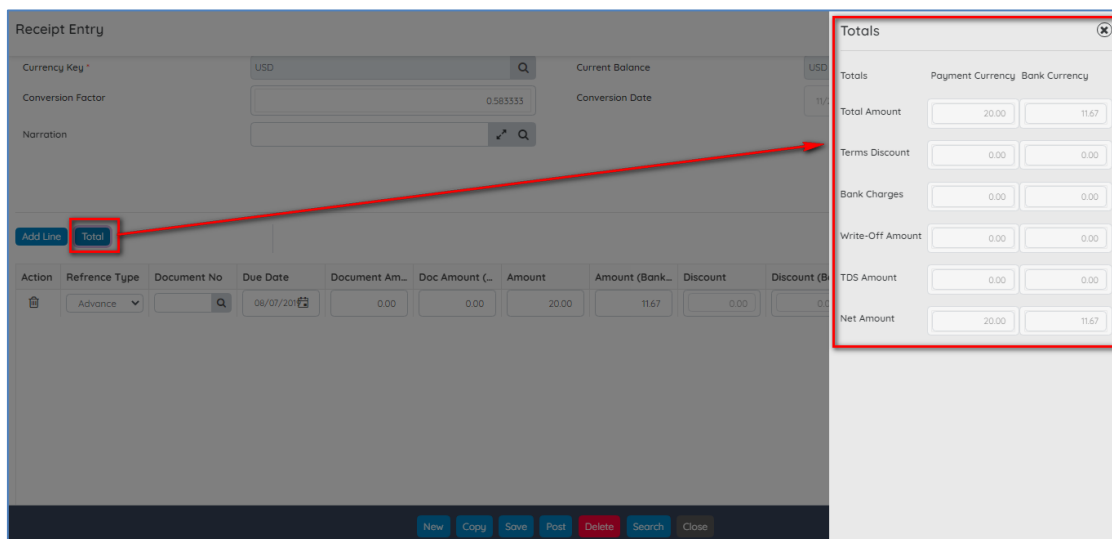 Receipt Entry
Currency Key *
USD
Current Balance
USD
Conversion Factor
0.583333
Conversion Date
Narration
Add Line
Total
Action Refrence Type Document No Due Date Document Am... Doc Amount (... Amount Amount (Bank... Discount Discount (B
Advance
0.00 0.00 20.00 11.67 0.00
New Copy Save Post Delete Search Close
Totals
Totals Payment Currency Bank Currency
Total Amount 20.00 11.67
Terms Discount 0.00 0.00
Bank Charges 0.00 0.00
Write-Off Amount 0.00 0.00
TDS Amount 0.00 0.00
Net Amount 20.00 11.67